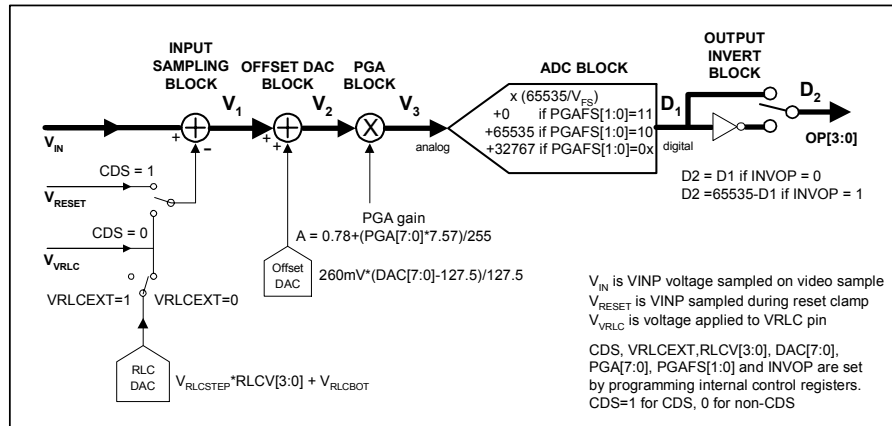 INPUT
SAMPLING
BLOCK
OFFSET DAC
BLOCK
PGA
BLOCK
ADC BLOCK
OUTPUT
INVERT
BLOCK
V1
V2
V3
D1
D2
x (65535/VFS)
+0 if PGAFS[1:0]=11
+65535 if PGAFS[1:0]=10
+32767 if PGAFS[1:0]=0x
+
-
+
+
+
X
analog
digital
OP[3:0]
VIN
CDS = 1
VRESET
CDS = 0
VVRLC
VRLCEXT=1
VRLCEXT=0
RLC
DAC
VRLCSTEP*RLCV[3:0] + VRLCBOT
PGA gain
A = 0.78+(PGA[7:0]*7.57)/255
Offset
DAC
260mV*(DAC[7:0]-127.5)/127.5
D2 = D1 if INVOP = 0
D2 =65535-D1 if INVOP = 1
VIN is VINP voltage sampled on video sample
VRESET is VINP sampled during reset clamp
VVRLC is voltage applied to VRLC pin
CDS, VRLCEXT,RLCV[3:0], DAC[7:0],
PGA[7:0], PGAFS[1:0] and INVOP are set
by programming internal control registers.
CDS=1 for CDS, 0 for non-CDS